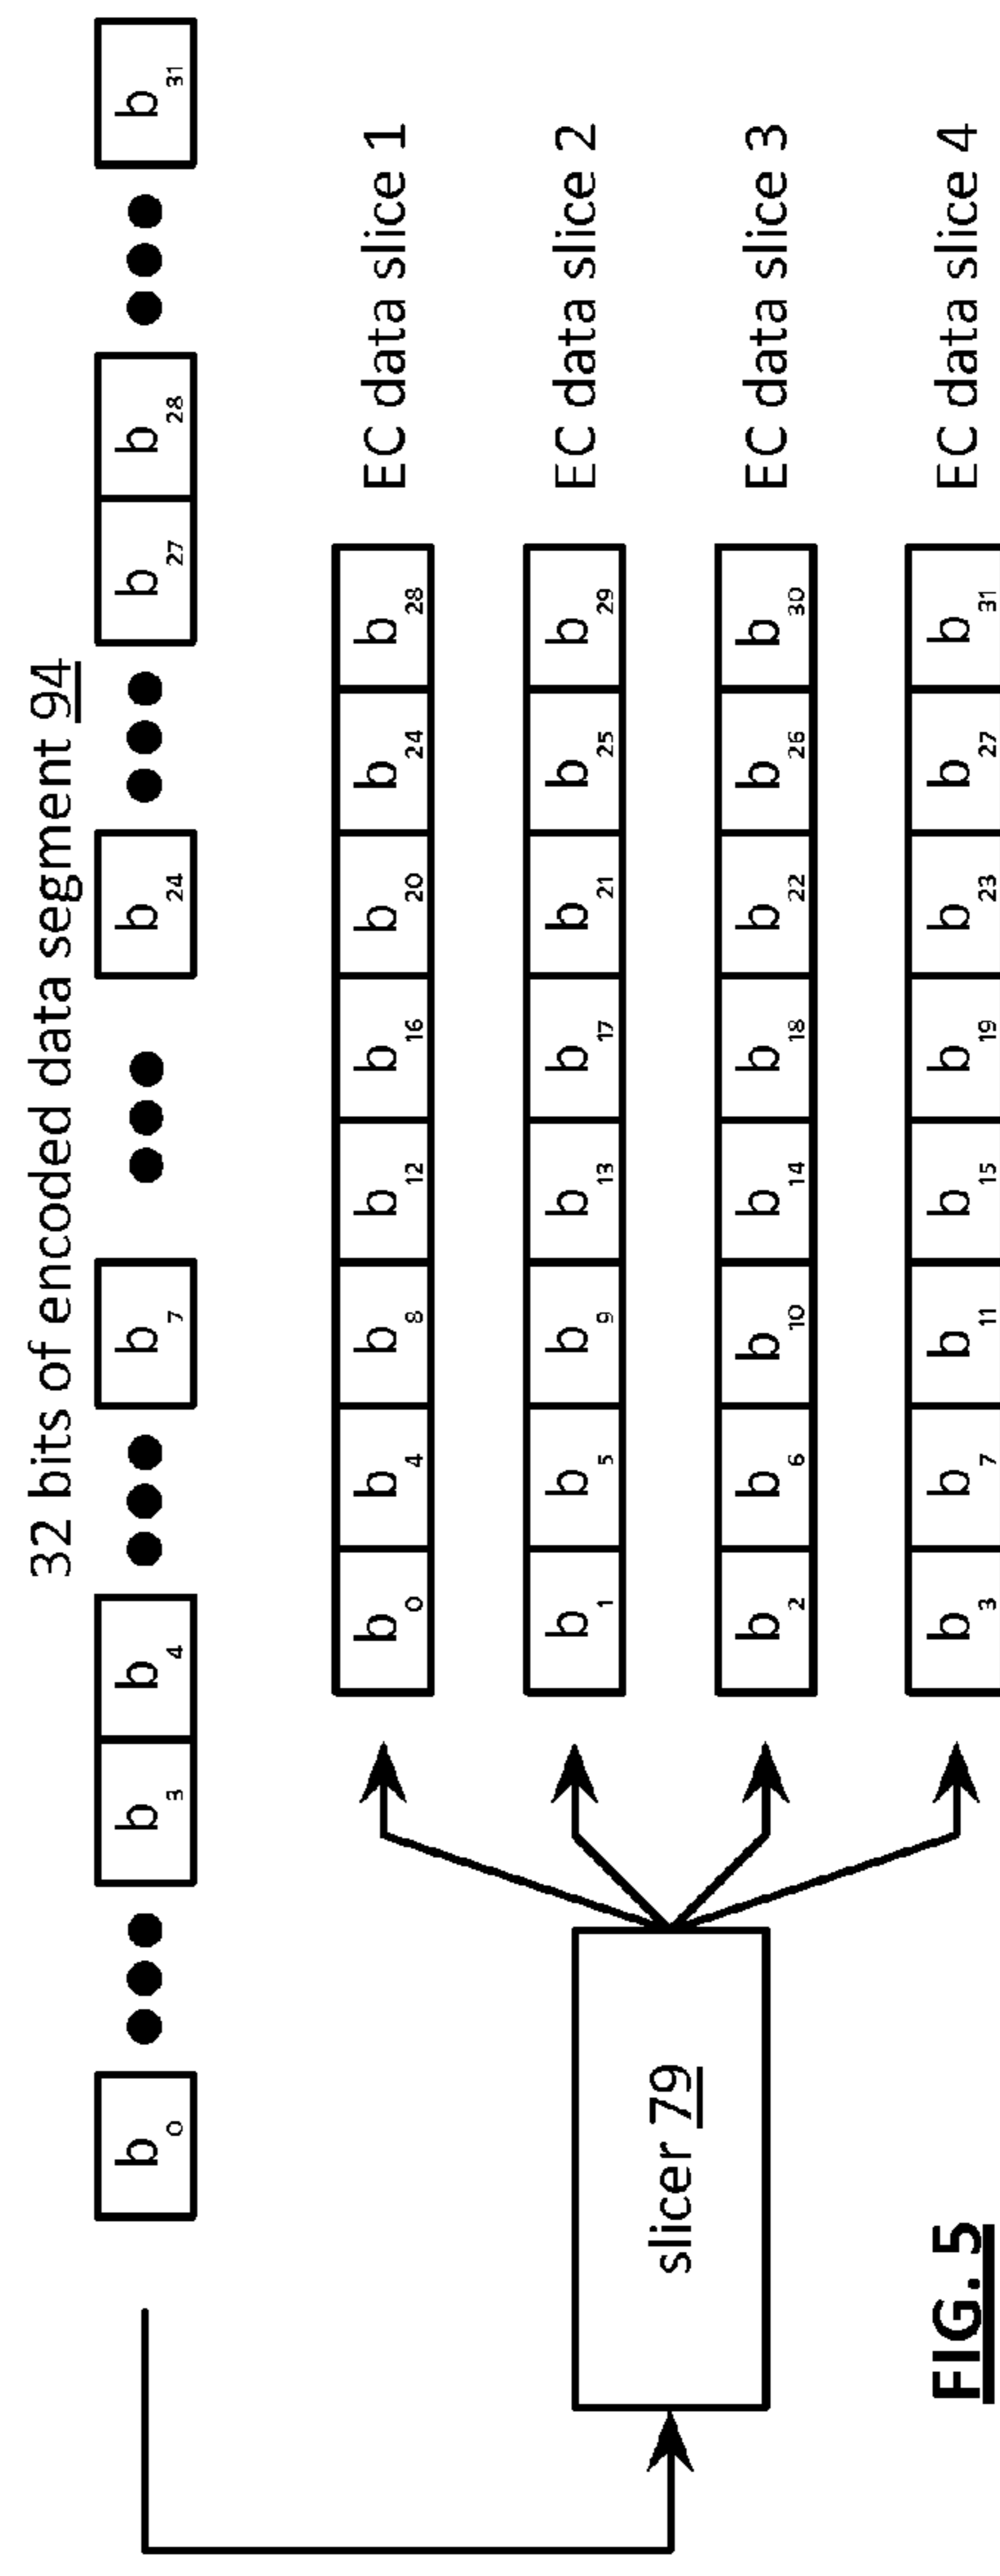 32 bits of encoded data segment 94
b0 ●●● b3 b4 ●●● b7 ●●● b24 ●●● b27 b28 ●●● b31
b0 b4 b8 b12 b16 b20 b24 b28 EC data slice 1
b1 b5 b9 b13 b17 b21 b25 b29 EC data slice 2
slicer 79
b2 b6 b10 b14 b18 b22 b26 b30 EC data slice 3
b3 b7 b11 b15 b19 b23 b27 b31 EC data slice 4
FIG. 5